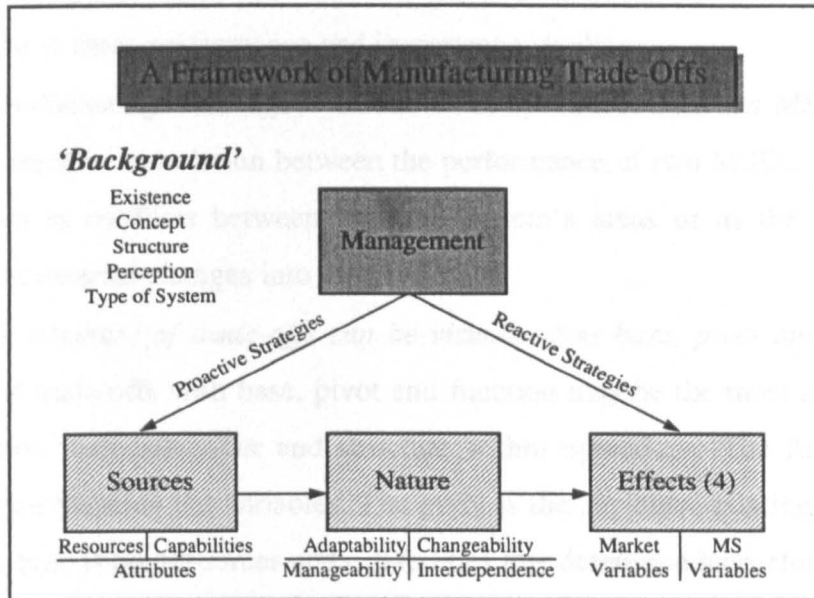 A Framework of Manufacturing Trade-Offs
'Background'
Existence
Concept
Structure
Perception
Type of System
Management
Proactive Strategies
Reactive Strategies
Sources
Nature
Effects (4)
Resources Capabilities
Attributes
Adaptability Changeability
Manageability Interdependence
Market MS
Variables Variables